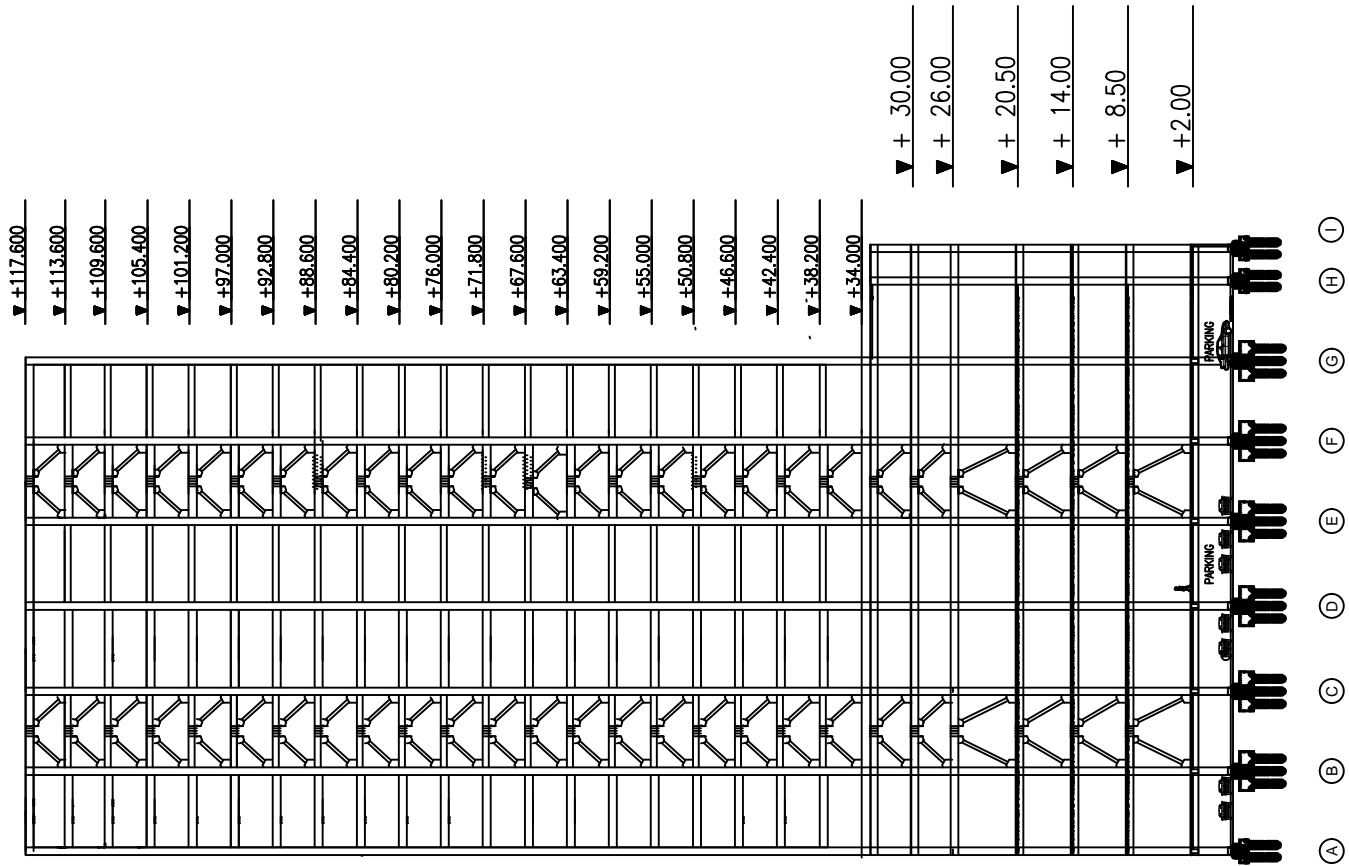 + 30.00
+ 26.00
+ 20.50
+ 14.00
+ 8.50
+2.00
+117.600
+113.600
+109.600
+105.400
+101.200
+97.000
+92.800
+88.600
+84.400
+80.200
+76.000
+71.800
+67.600
+63.400
+59.200
+55.000
+50.800
+46.600
+42.400
+38.200
+34.000
PARKING
PARKING
I
H
G
F
E
D
C
B
A